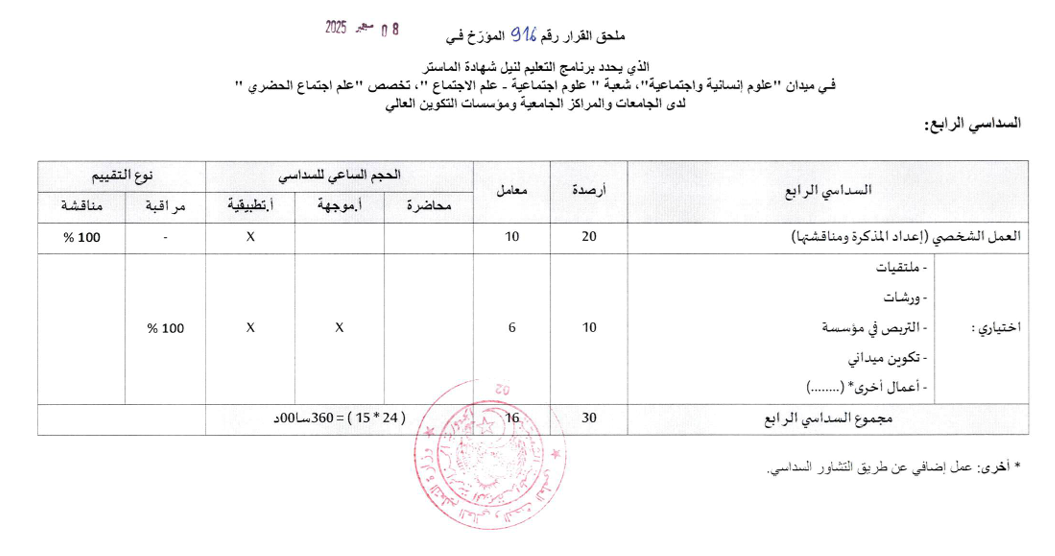 ملحق القرار رقم 916 المؤرّخ في 08 سبتمبر 2025
الذي يحدد برنامج التعليم لنيل شهادة الماستر
في ميدان "علوم إنسانية واجتماعية"، شعبة " علوم اجتماعية - علم الاجتماع "، تخصص "علم اجتماع الحضري "
لدى الجامعات والمراكز الجامعية ومؤسسات التكوين العالي
السداسي الرابع:
السداسي الرابع | أرصدة | معامل | الحجم الساعي للسداسي | نوع التقييم
محاضرة | أ.موجهة | أ.تطبيقية | مراقبة | مناقشة
العمل الشخصي (إعداد المذكرة ومناقشتها) | 20 | 10 | X | - | 100 %
اختياري :
- ملتقيات
- ورشات
- التربص في مؤسسة
- تكوين ميداني
- أعمال أخرى* (........)
10 | 6 | X | X | 100 %
مجموع السداسي الرابع | 30 | 16 | ( 24 * 15 ) = 360سا00د
* أخرى: عمل إضافي عن طريق التشاور السداسي.
02